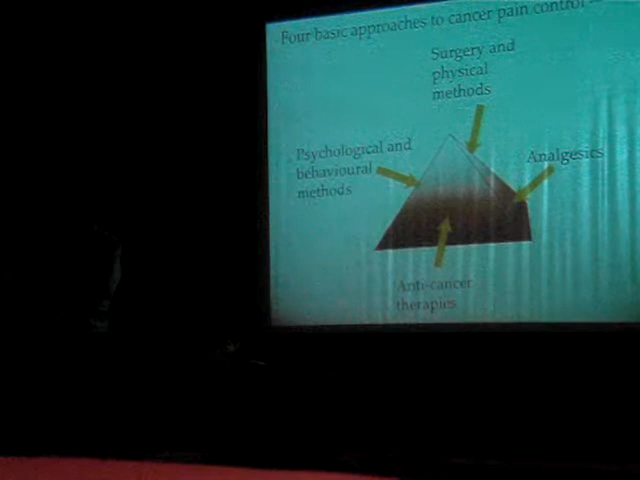 Four basic approaches to cancer pain control
Surgery and
physical
methods
Psychological and
behavioural
methods
Analgesics
Anti-cancer
therapies